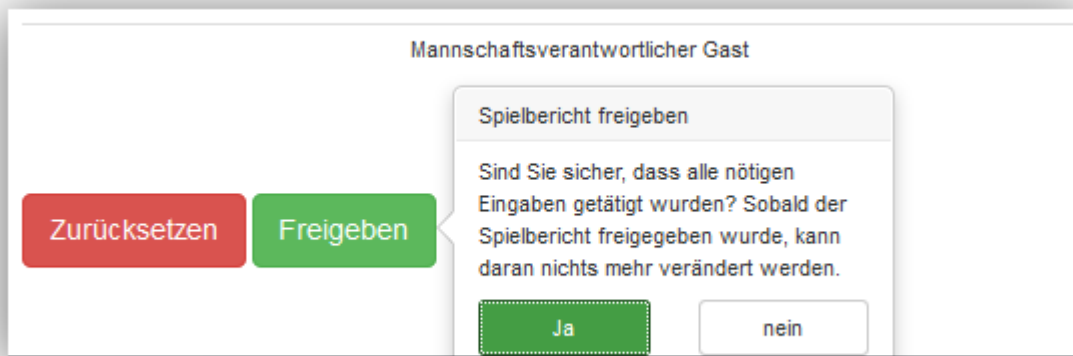 Mannschaftsverantwortlicher Gast
Spielbericht freigeben
Sind Sie sicher, dass alle nötigen
Eingaben getätigt wurden? Sobald der
Spielbericht freigegeben wurde, kann
daran nichts mehr verändert werden.
Zurücksetzen Freigeben
Ja nein